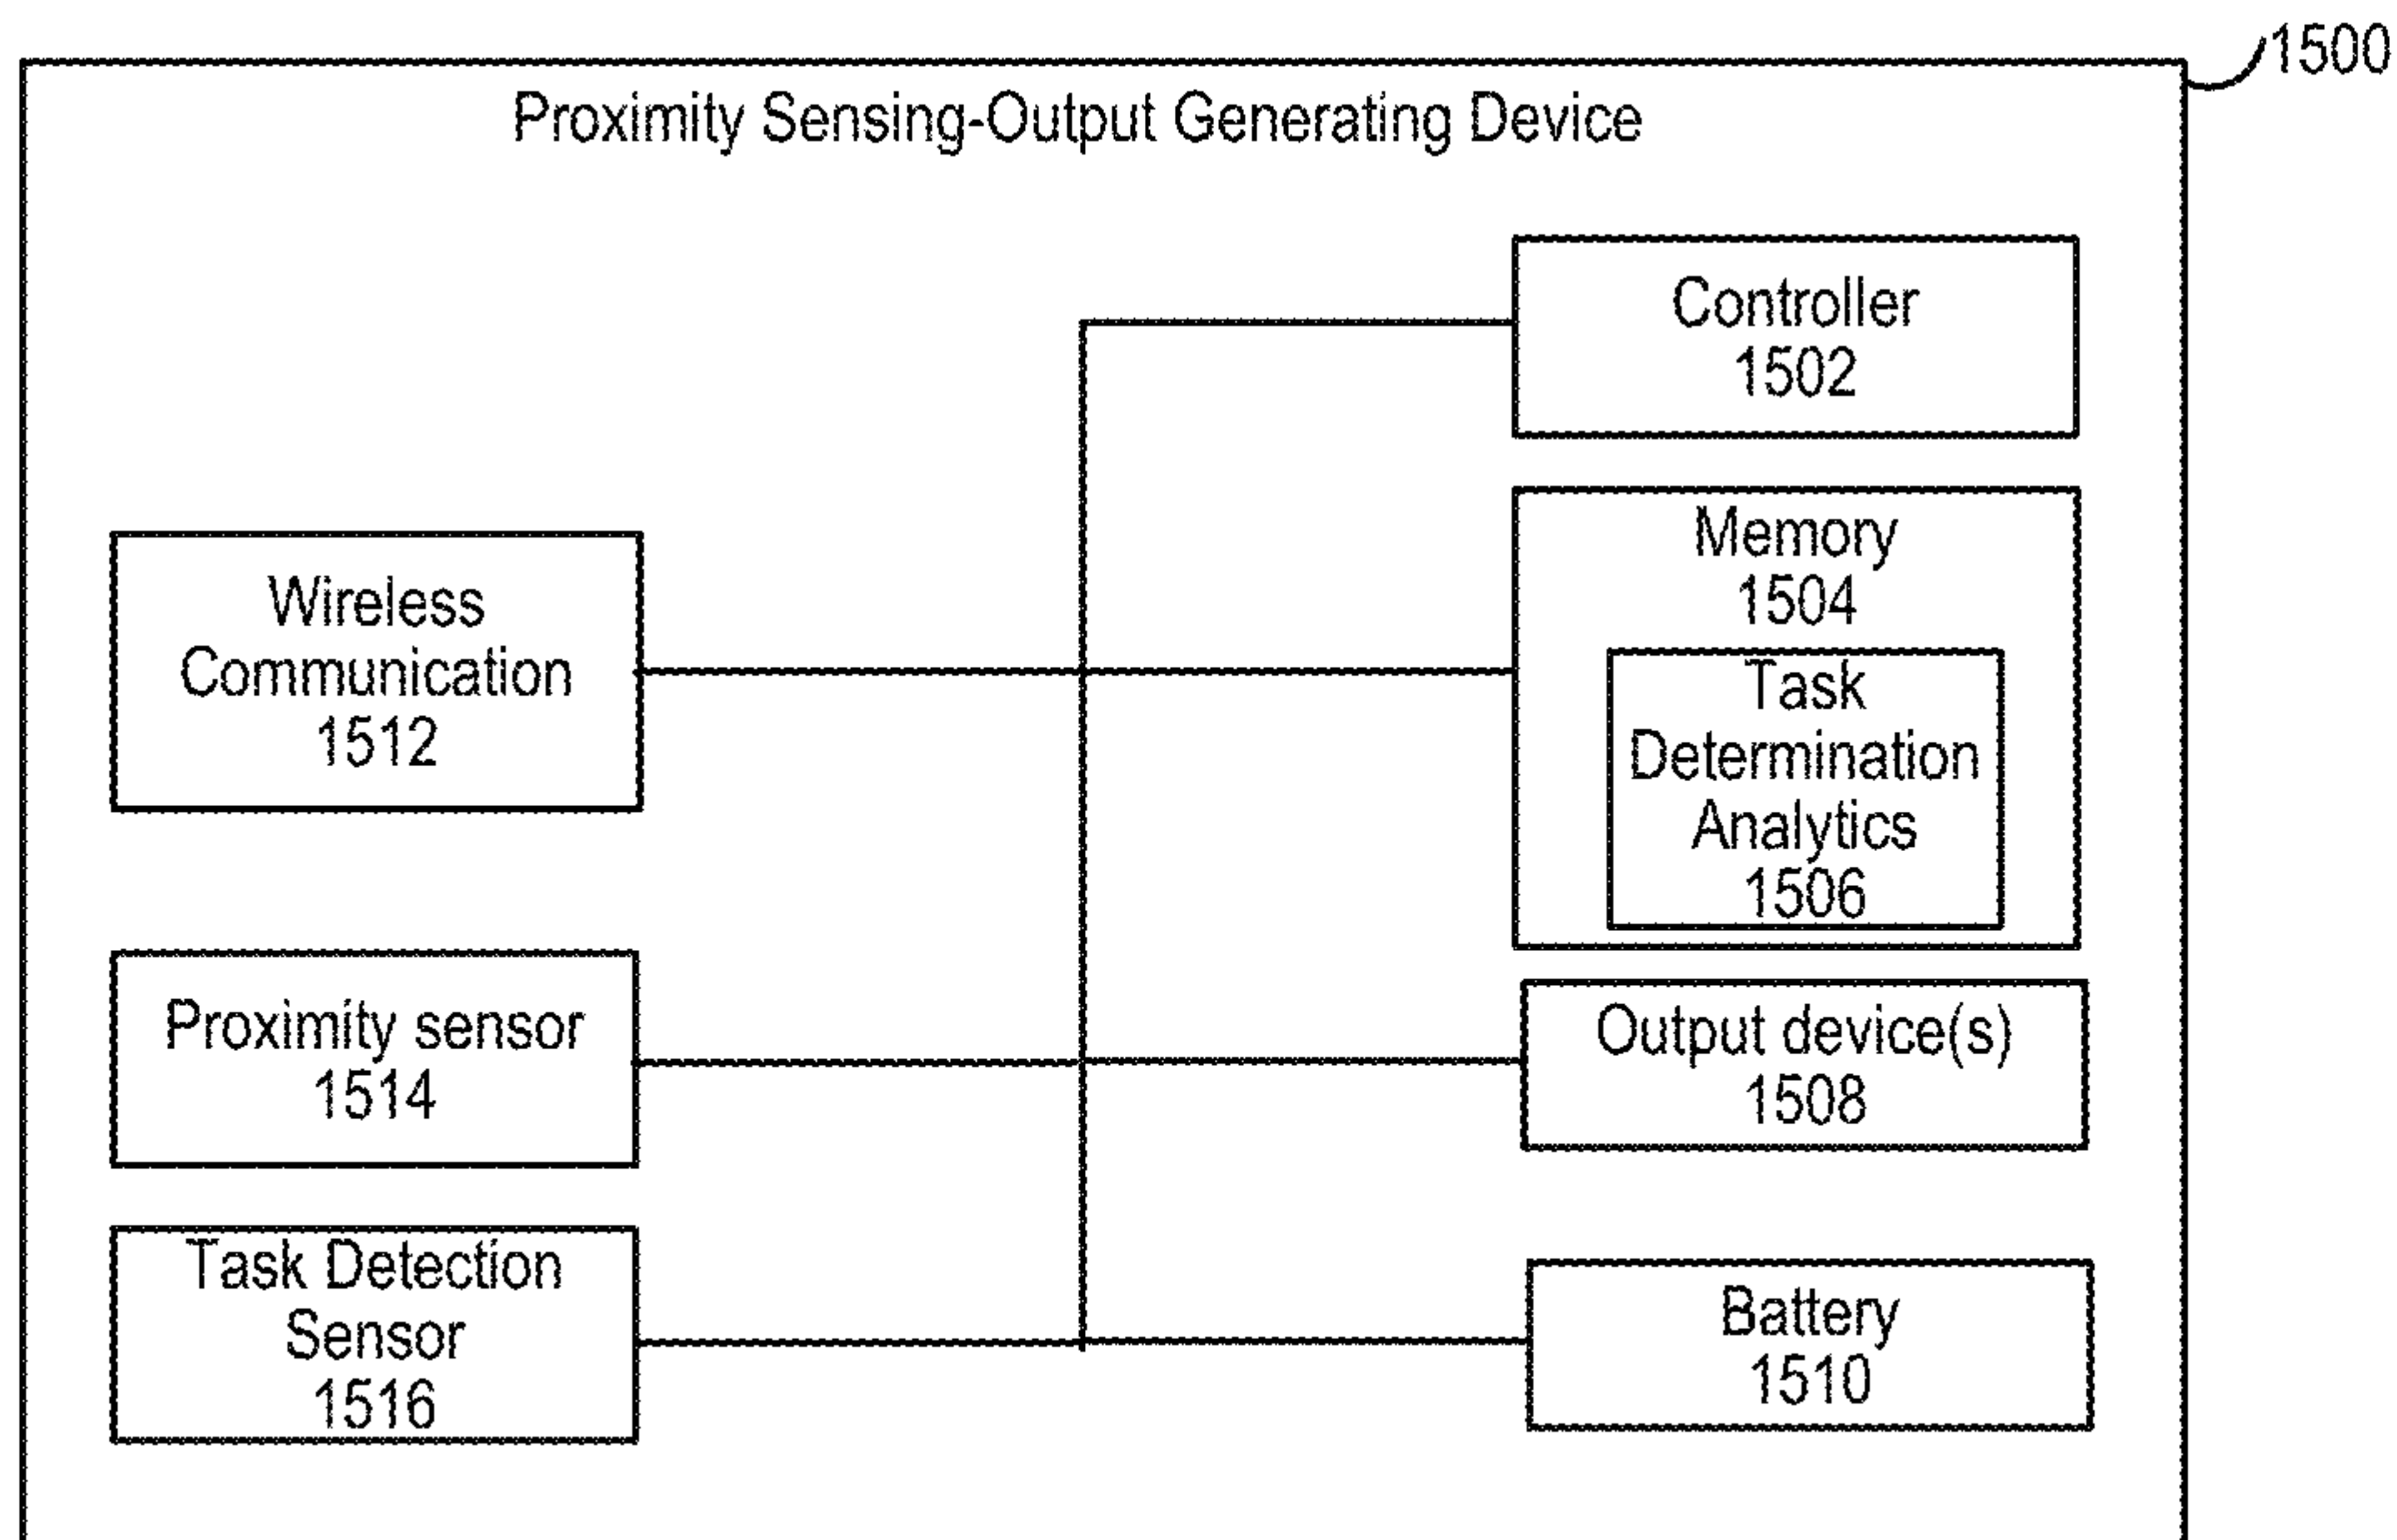 1500
Proximity Sensing-Output Generating Device
Controller
1502
Memory
1504
Task
Determination
Analytics
1506
Wireless
Communication
1512
Proximity sensor
1514
Output device(s)
1508
Task Detection
Sensor
1516
Battery
1510